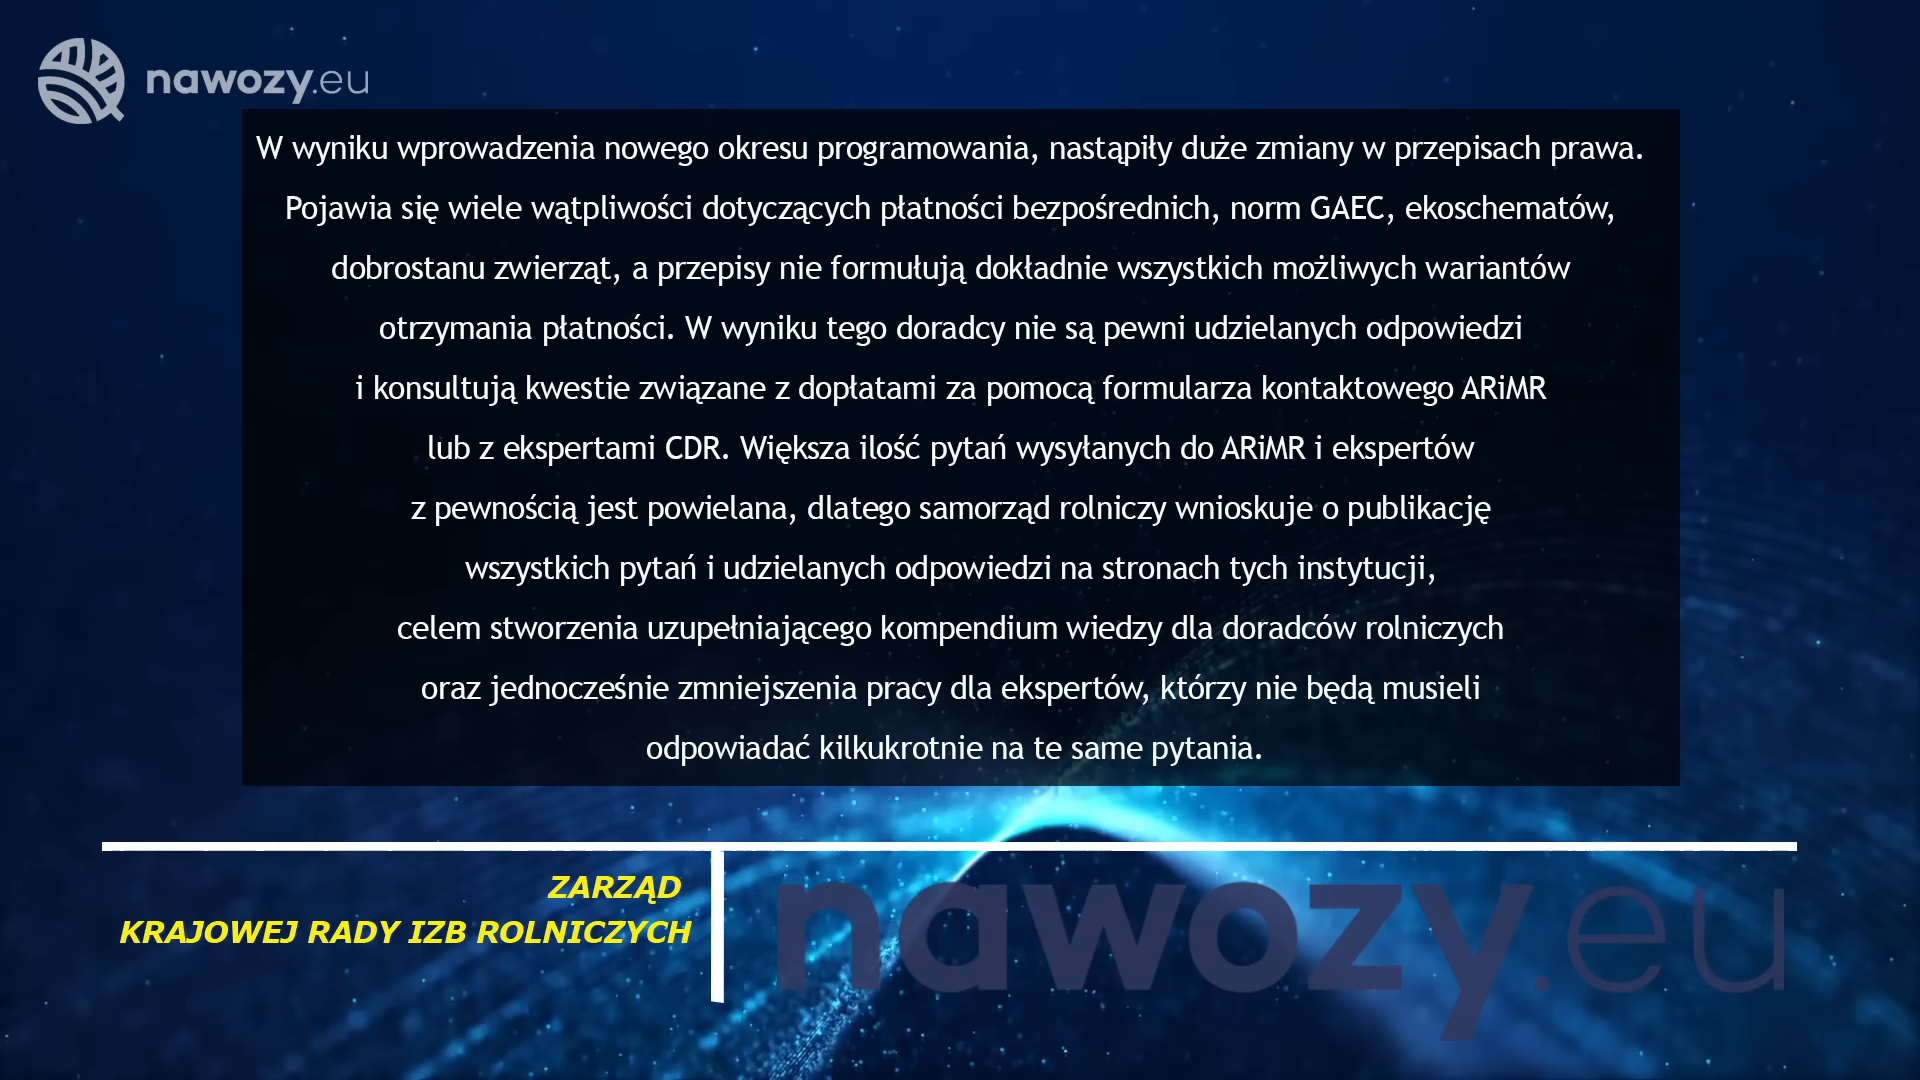 nawozy.eu
W wyniku wprowadzenia nowego okresu programowania, nastąpiły duże zmiany w przepisach prawa.
Pojawia się wiele wątpliwości dotyczących płatności bezpośrednich, norm GAEC, ekoschematów,
dobrostanu zwierząt, a przepisy nie formułują dokładnie wszystkich możliwych wariantów
otrzymania płatności. W wyniku tego doradcy nie są pewni udzielanych odpowiedzi
i konsultują kwestie związane z dopłatami za pomocą formularza kontaktowego ARiMR
lub z ekspertami CDR. Większa ilość pytań wysyłanych do ARiMR i ekspertów
z pewnością jest powielana, dlatego samorząd rolniczy wnioskuje o publikację
wszystkich pytań i udzielanych odpowiedzi na stronach tych instytucji,
celem stworzenia uzupełniającego kompendium wiedzy dla doradców rolniczych
oraz jednocześnie zmniejszenia pracy dla ekspertów, którzy nie będą musieli
odpowiadać kilkukrotnie na te same pytania.
ZARZĄD
KRAJOWEJ RADY IZB ROLNICZYCH
nawozy.eu